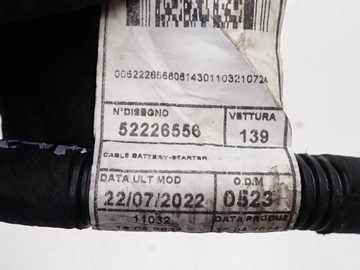 00522265560814301103210724
N°DISEGNO VETTURA
52226556 139
CABLE BATTERY-STARTER
DATA ULT MOD O.D.M
22/07/2022 0523
11032 DATA PRODUZ